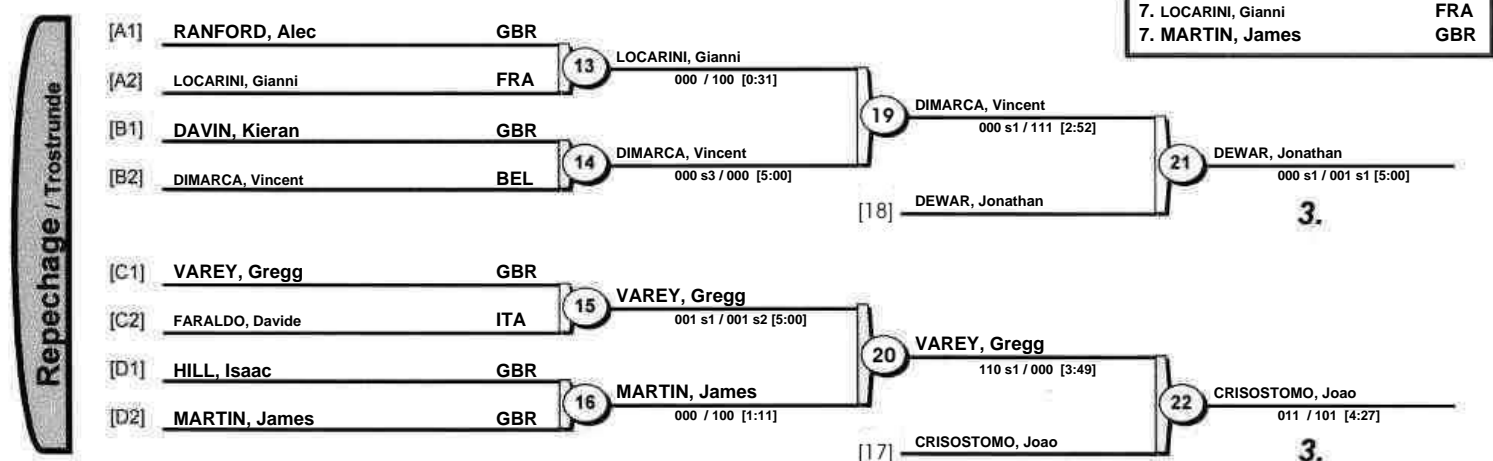 7. LOCARINI, Gianni FRA
7. MARTIN, James GBR
Repechage / Trostrunde
[A1] RANFORD, Alec GBR
[A2] LOCARINI, Gianni FRA
13
LOCARINI, Gianni
000 / 100 [0:31]
[B1] DAVIN, Kieran GBR
[B2] DIMARCA, Vincent BEL
14
DIMARCA, Vincent
000 s3 / 000 [5:00]
19
DIMARCA, Vincent
000 s1 / 111 [2:52]
[18] DEWAR, Jonathan
21
DEWAR, Jonathan
000 s1 / 001 s1 [5:00]
3.
[C1] VAREY, Gregg GBR
[C2] FARALDO, Davide ITA
15
VAREY, Gregg
001 s1 / 001 s2 [5:00]
[D1] HILL, Isaac GBR
[D2] MARTIN, James GBR
16
MARTIN, James
000 / 100 [1:11]
20
VAREY, Gregg
110 s1 / 000 [3:49]
[17] CRISOSTOMO, Joao
22
CRISOSTOMO, Joao
011 / 101 [4:27]
3.